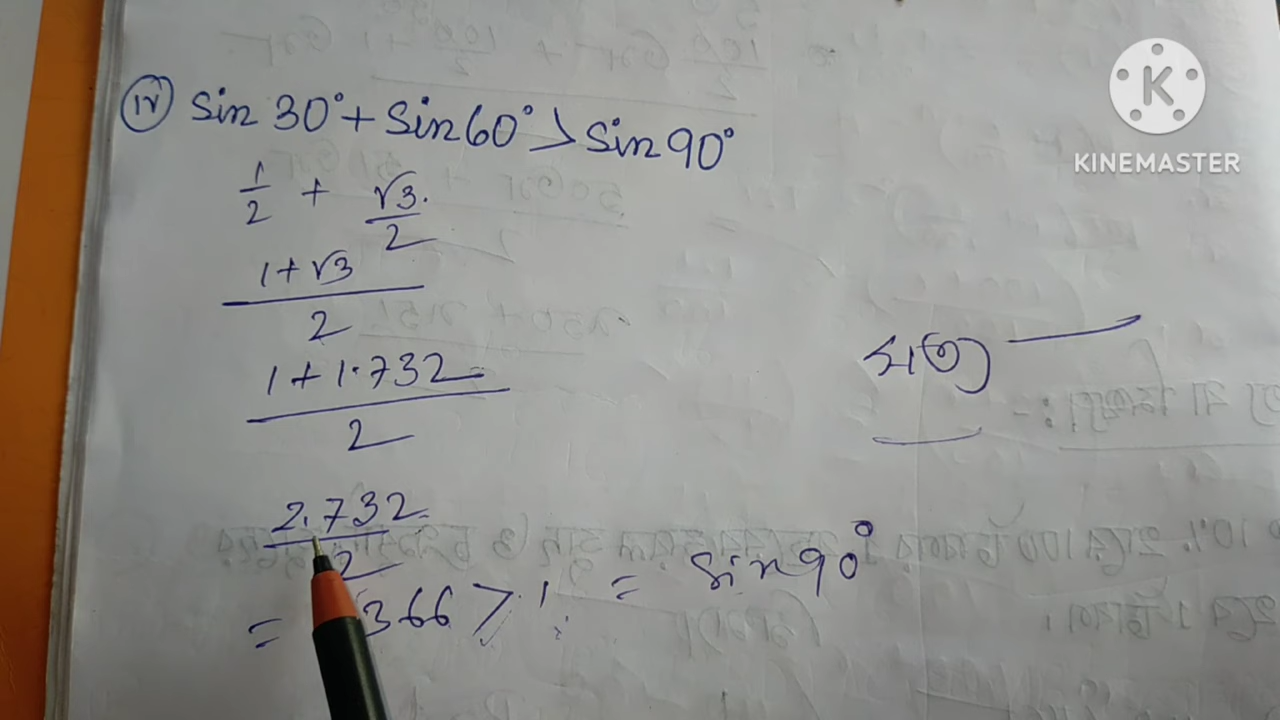 K
KINEMASTER
iv sin 30° + sin 60° > sin 90°
1/2 + √3/2
1+√3
2
1+1.732
2
সত্য
2.732
2
= 366 > 1 = sin 90°